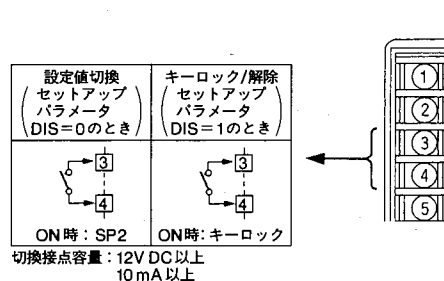 設定値切換
(セットアップ
パラメータ
DIS=0のとき)
キーロック/解除
(セットアップ
パラメータ
DIS=1のとき)
3
4
ON時:SP2
3
4
ON時:キーロック
切換接点容量:12V DC以上
10mA以上
1
2
3
4
5